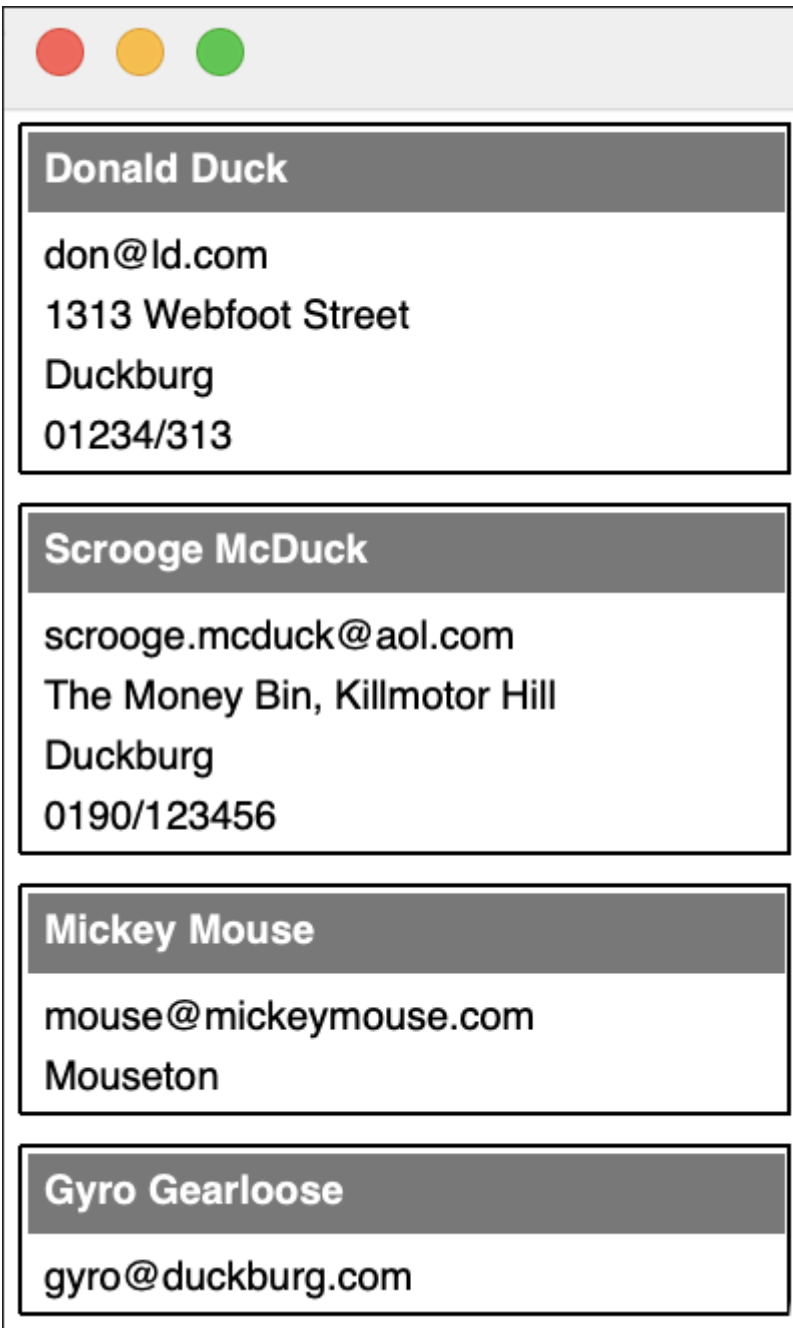 Donald Duck
don@ld.com
1313 Webfoot Street
Duckburg
01234/313
Scrooge McDuck
scrooge.mcduck@aol.com
The Money Bin, Killmotor Hill
Duckburg
0190/123456
Mickey Mouse
mouse@mickeymouse.com
Mouseton
Gyro Gearloose
gyro@duckburg.com